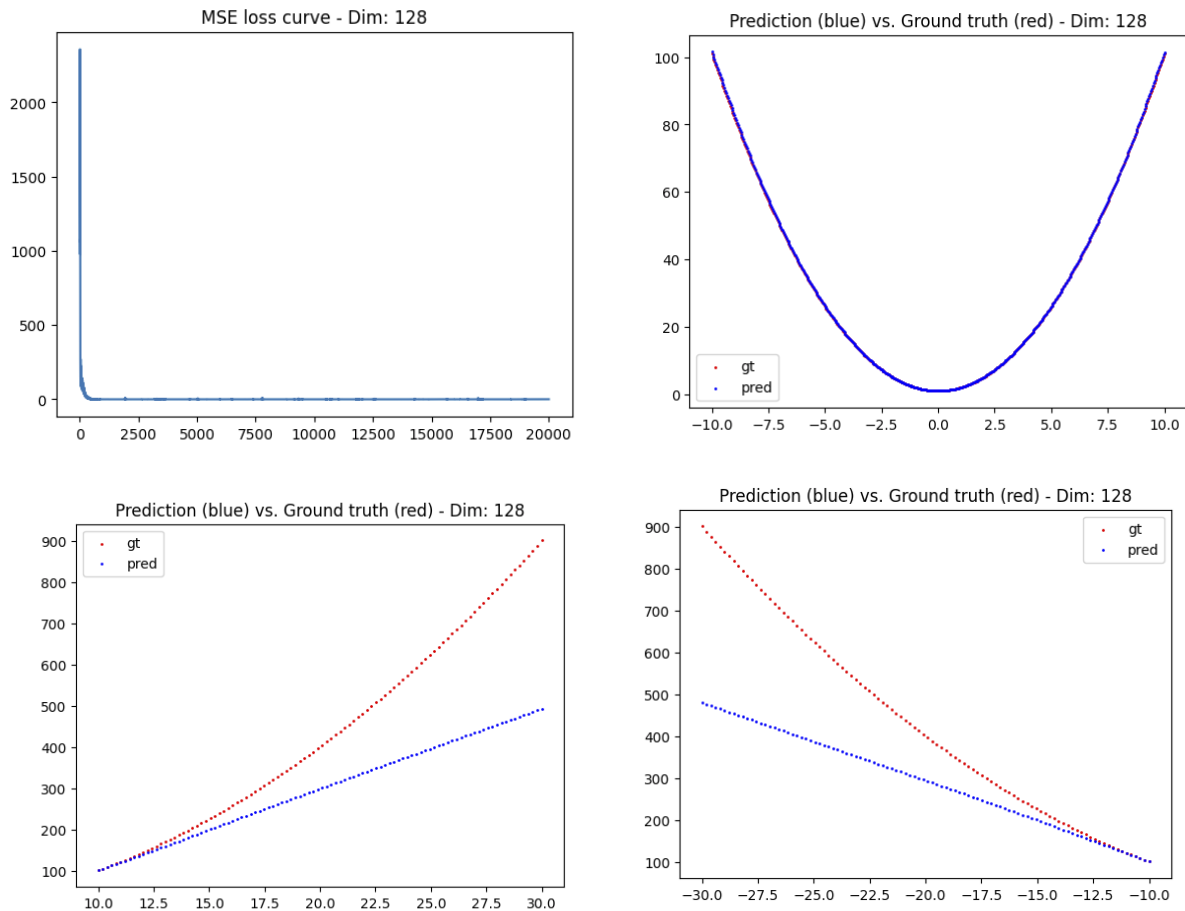 MSE loss curve - Dim: 128
2000
1500
1000
500
0
0 2500 5000 7500 10000 12500 15000 17500 20000
Prediction (blue) vs. Ground truth (red) - Dim: 128
100
80
60
40
20
0
gt
pred
−10.0 −7.5 −5.0 −2.5 0.0 2.5 5.0 7.5 10.0
Prediction (blue) vs. Ground truth (red) - Dim: 128
gt
pred
900
800
700
600
500
400
300
200
100
10.0 12.5 15.0 17.5 20.0 22.5 25.0 27.5 30.0
Prediction (blue) vs. Ground truth (red) - Dim: 128
gt
pred
900
800
700
600
500
400
300
200
100
−30.0 −27.5 −25.0 −22.5 −20.0 −17.5 −15.0 −12.5 −10.0